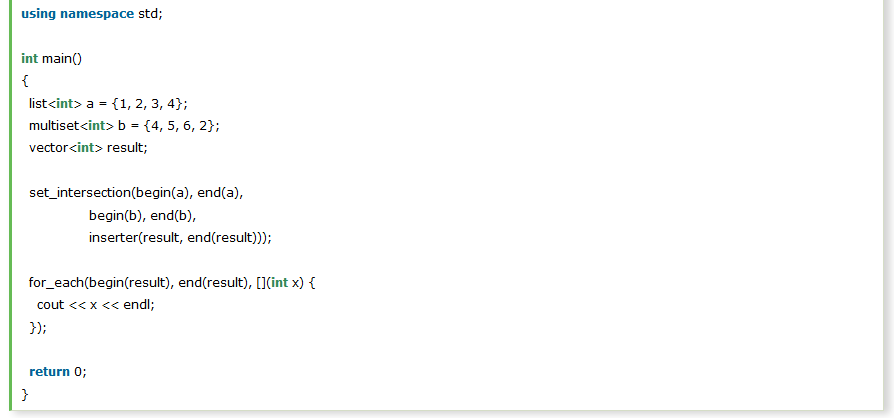 using namespace std;
int main()
{
list<int> a = {1, 2, 3, 4};
multiset<int> b = {4, 5, 6, 2};
vector<int> result;
set_intersection(begin(a), end(a),
begin(b), end(b),
inserter(result, end(result)));
for_each(begin(result), end(result), [](int x) {
cout << x << endl;
});
return 0;
}